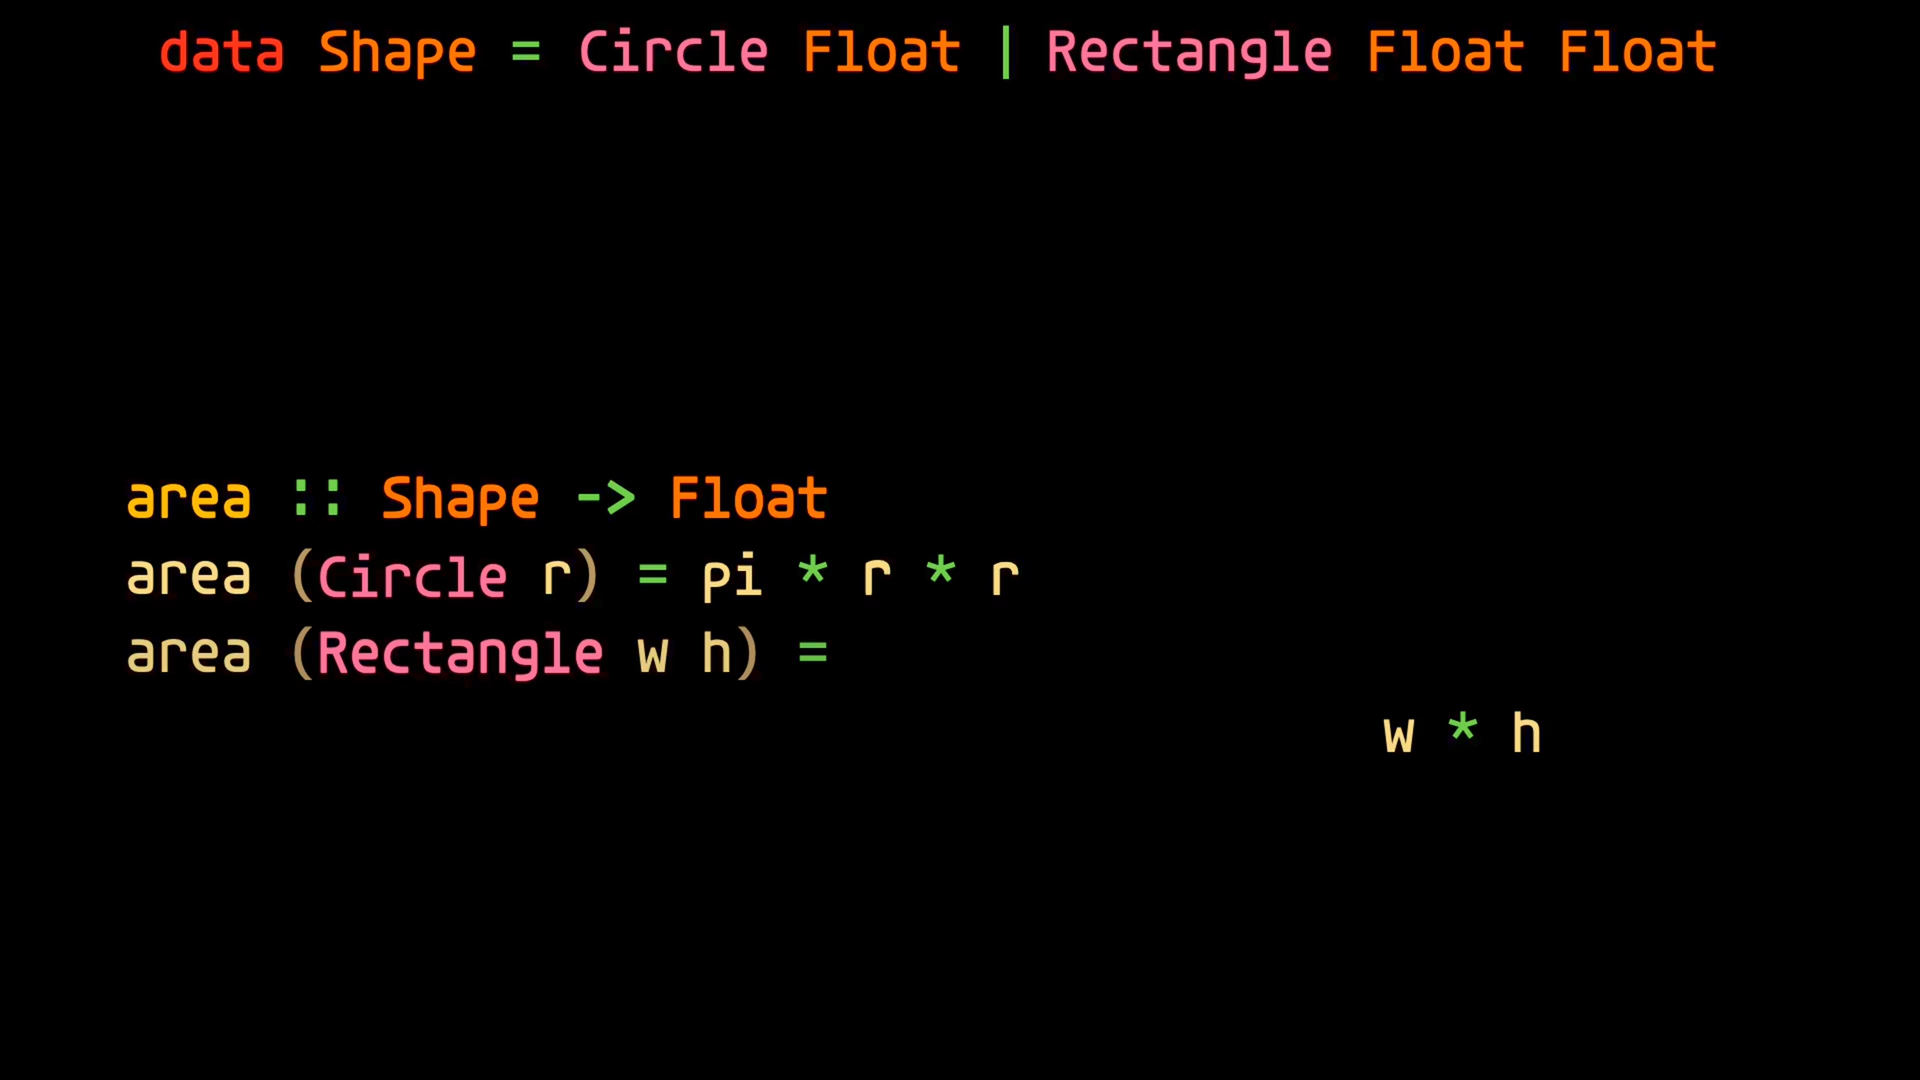 data Shape = Circle Float | Rectangle Float Float
area :: Shape -> Float
area (Circle r) = pi * r * r
area (Rectangle w h) =
w * h